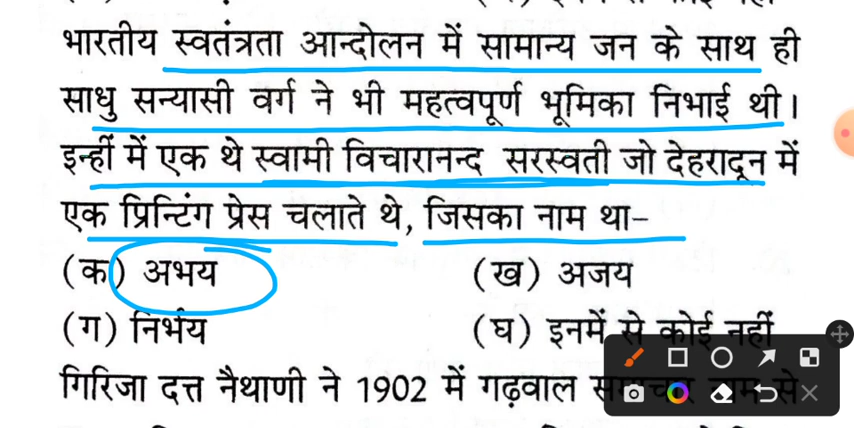 भारतीय स्वतंत्रता आन्दोलन में सामान्य जन के साथ ही
साधु सन्यासी वर्ग ने भी महत्वपूर्ण भूमिका निभाई थी।
इन्हीं में एक थे स्वामी विचारानन्द सरस्वती जो देहरादून में
एक प्रिन्टिंग प्रेस चलाते थे, जिसका नाम था–
(क) अभय (ख) अजय
(ग) निर्भय (घ) इनमें से कोई नहीं
गिरिजा दत्त नैथाणी ने 1902 में गढ़वाल से